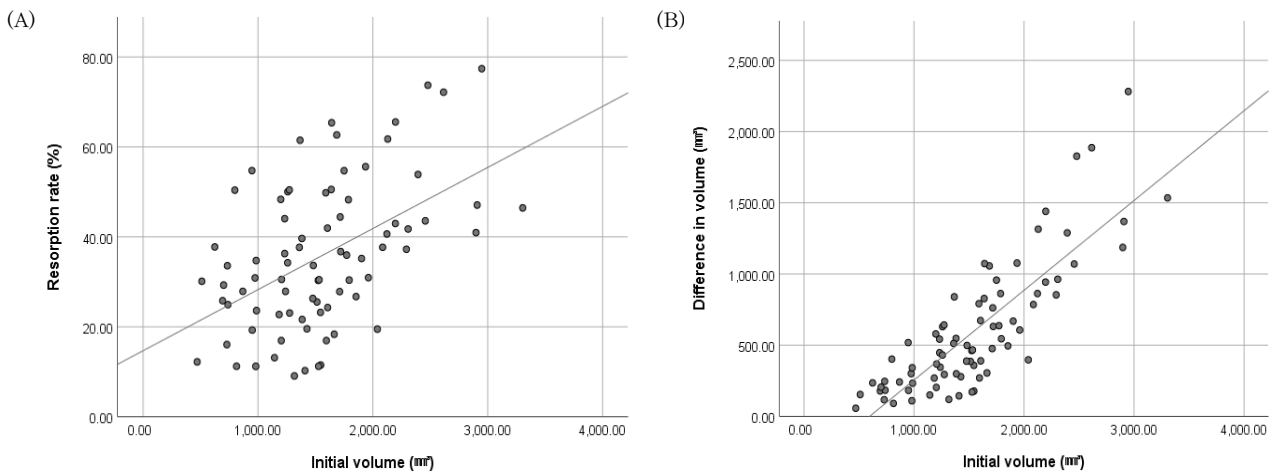 (A)
80.00
60.00
40.00
20.00
0.00
Resorption rate (%)
0.00 1,000.00 2,000.00 3,000.00 4,000.00
Initial volume (㎣)
(B)
2,500.00
2,000.00
1,500.00
1,000.00
500.00
0.00
Difference in volume (㎣)
0.00 1,000.00 2,000.00 3,000.00 4,000.00
Initial volume (㎣)